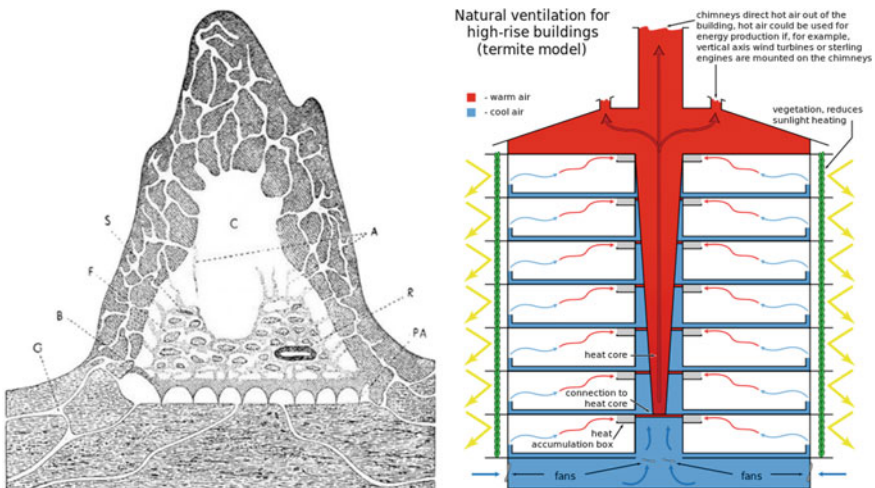 C
S
A
F
R
B
PA
G
Natural ventilation for
high-rise buildings
(termite model)
- warm air
- cool air
chimneys direct hot air out of the
building, hot air could be used for
energy production if, for example,
vertical axis wind turbines or sterling
engines are mounted on the chimneys
vegetation, reduces
sunlight heating
heat core
connection to
heat core
heat
accumulation box
fans
fans